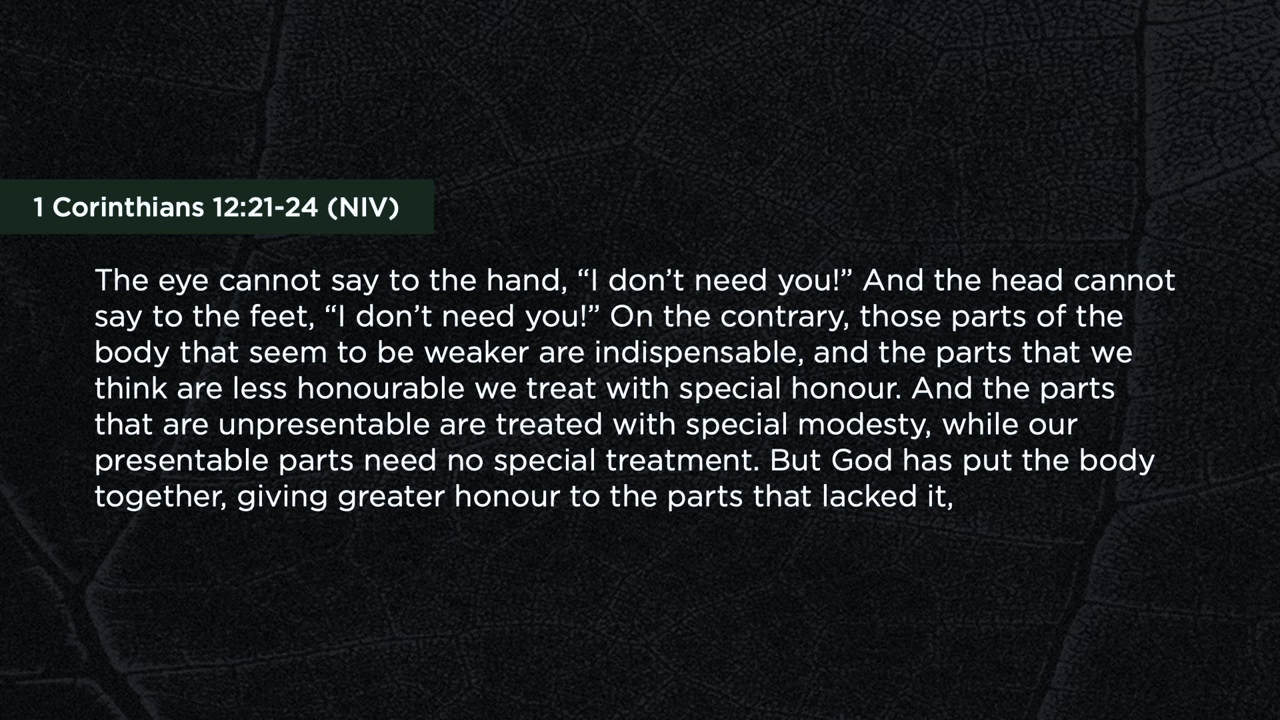 1 Corinthians 12:21-24 (NIV)
The eye cannot say to the hand, “I don’t need you!” And the head cannot
say to the feet, “I don’t need you!” On the contrary, those parts of the
body that seem to be weaker are indispensable, and the parts that we
think are less honourable we treat with special honour. And the parts
that are unpresentable are treated with special modesty, while our
presentable parts need no special treatment. But God has put the body
together, giving greater honour to the parts that lacked it,